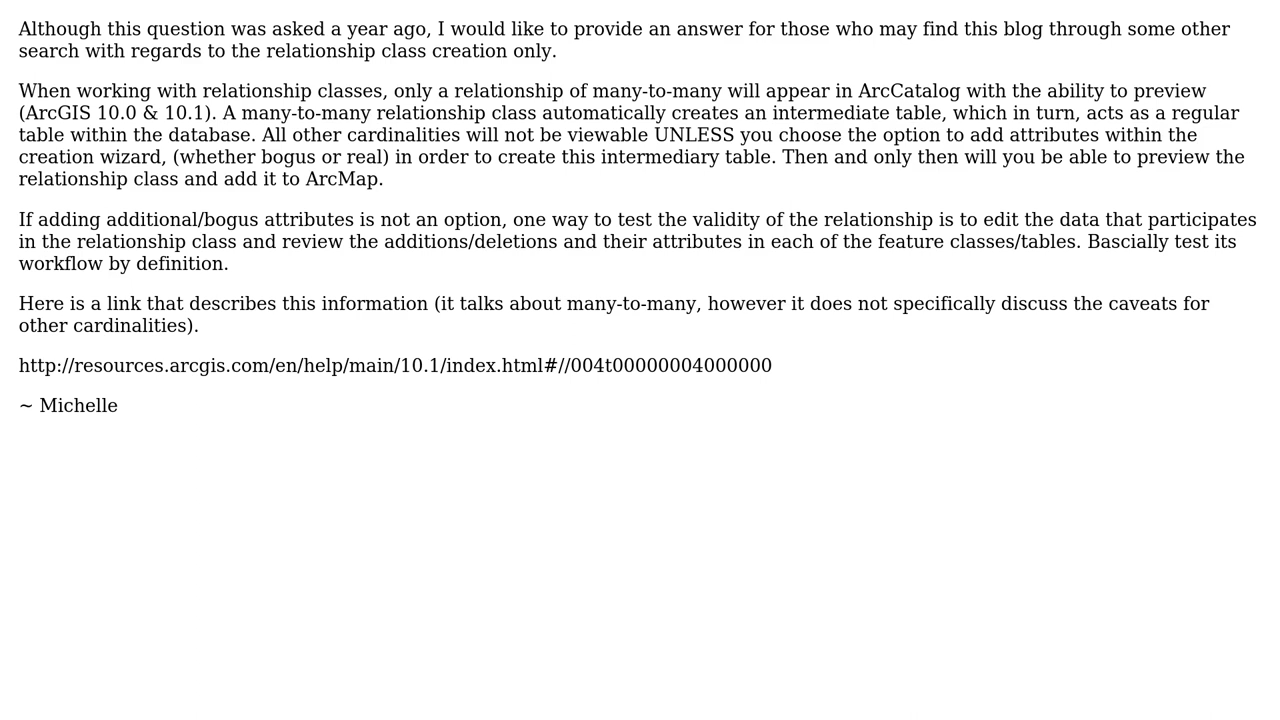 Although this question was asked a year ago, I would like to provide an answer for those who may find this blog through some other
search with regards to the relationship class creation only.
When working with relationship classes, only a relationship of many-to-many will appear in ArcCatalog with the ability to preview
(ArcGIS 10.0 & 10.1). A many-to-many relationship class automatically creates an intermediate table, which in turn, acts as a regular
table within the database. All other cardinalities will not be viewable UNLESS you choose the option to add attributes within the
creation wizard, (whether bogus or real) in order to create this intermediary table. Then and only then will you be able to preview the
relationship class and add it to ArcMap.
If adding additional/bogus attributes is not an option, one way to test the validity of the relationship is to edit the data that participates
in the relationship class and review the additions/deletions and their attributes in each of the feature classes/tables. Bascially test its
workflow by definition.
Here is a link that describes this information (it talks about many-to-many, however it does not specifically discuss the caveats for
other cardinalities).
http://resources.arcgis.com/en/help/main/10.1/index.html#//004t00000004000000
~ Michelle